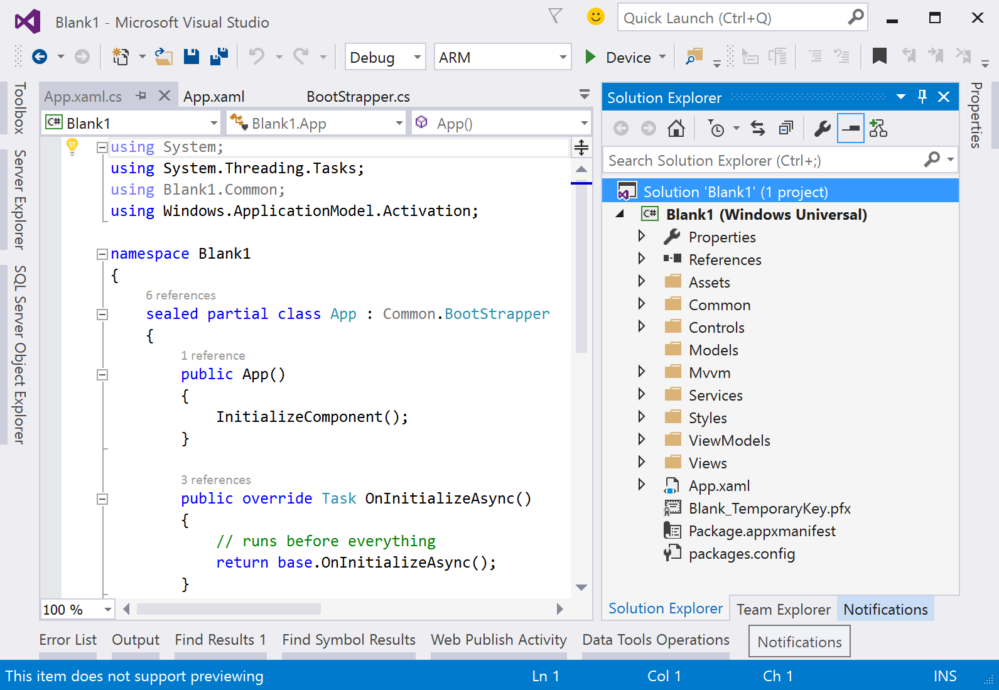 Blank1 - Microsoft Visual Studio
Quick Launch (Ctrl+Q)
Debug
ARM
Device
Toolbox
Server Explorer
SQL Server Object Explorer
App.xaml.cs
App.xaml
BootStrapper.cs
C# Blank1
Blank1.App
App()
using System;
using System.Threading.Tasks;
using Blank1.Common;
using Windows.ApplicationModel.Activation;
namespace Blank1
{
6 references
sealed partial class App : Common.BootStrapper
{
1 reference
public App()
{
InitializeComponent();
}
3 references
public override Task OnInitializeAsync()
{
// runs before everything
return base.OnInitializeAsync();
}
100 %
Solution Explorer
Search Solution Explorer (Ctrl+;)
Solution 'Blank1' (1 project)
C# Blank1 (Windows Universal)
Properties
References
Assets
Common
Controls
Models
Mvvm
Services
Styles
ViewModels
Views
App.xaml
Blank_TemporaryKey.pfx
Package.appxmanifest
packages.config
Solution Explorer
Team Explorer
Notifications
Properties
Error List
Output
Find Results 1
Find Symbol Results
Web Publish Activity
Data Tools Operations
Notifications
This item does not support previewing
Ln 1
Col 1
Ch 1
INS